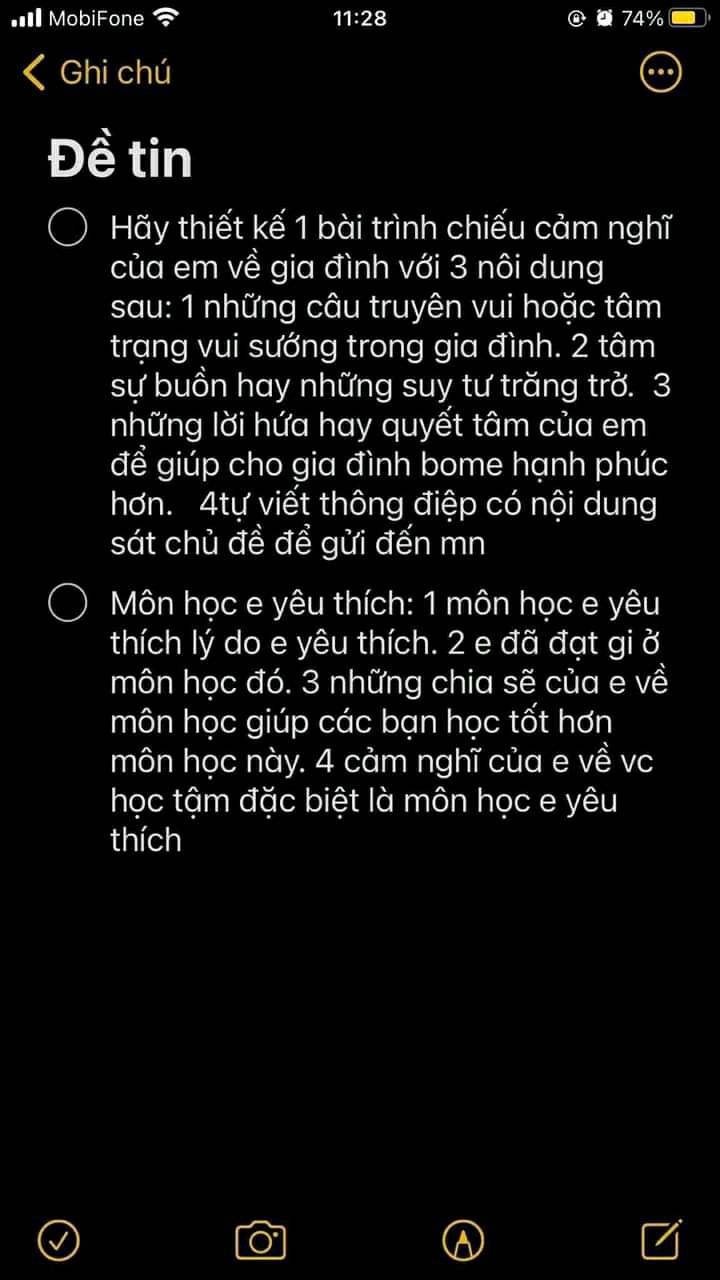 MobiFone 11:28 74%
Ghi chú
Đề tin
Hãy thiết kế 1 bài trình chiếu cảm nghĩ
của em về gia đình với 3 nôi dung
sau: 1 những câu truyên vui hoặc tâm
trạng vui sướng trong gia đình. 2 tâm
sự buồn hay những suy tư trăng trở.  3
những lời hứa hay quyết tâm của em
để giúp cho gia đình bome hạnh phúc
hơn.   4tự viết thông điệp có nội dung
sát chủ đề để gửi đến mn
Môn học e yêu thích: 1 môn học e yêu
thích lý do e yêu thích. 2 e đã đạt gi ở
môn học đó. 3 những chia sẽ của e về
môn học giúp các bạn học tốt hơn
môn học này. 4 cảm nghĩ của e về vc
học tậm đặc biệt là môn học e yêu
thích